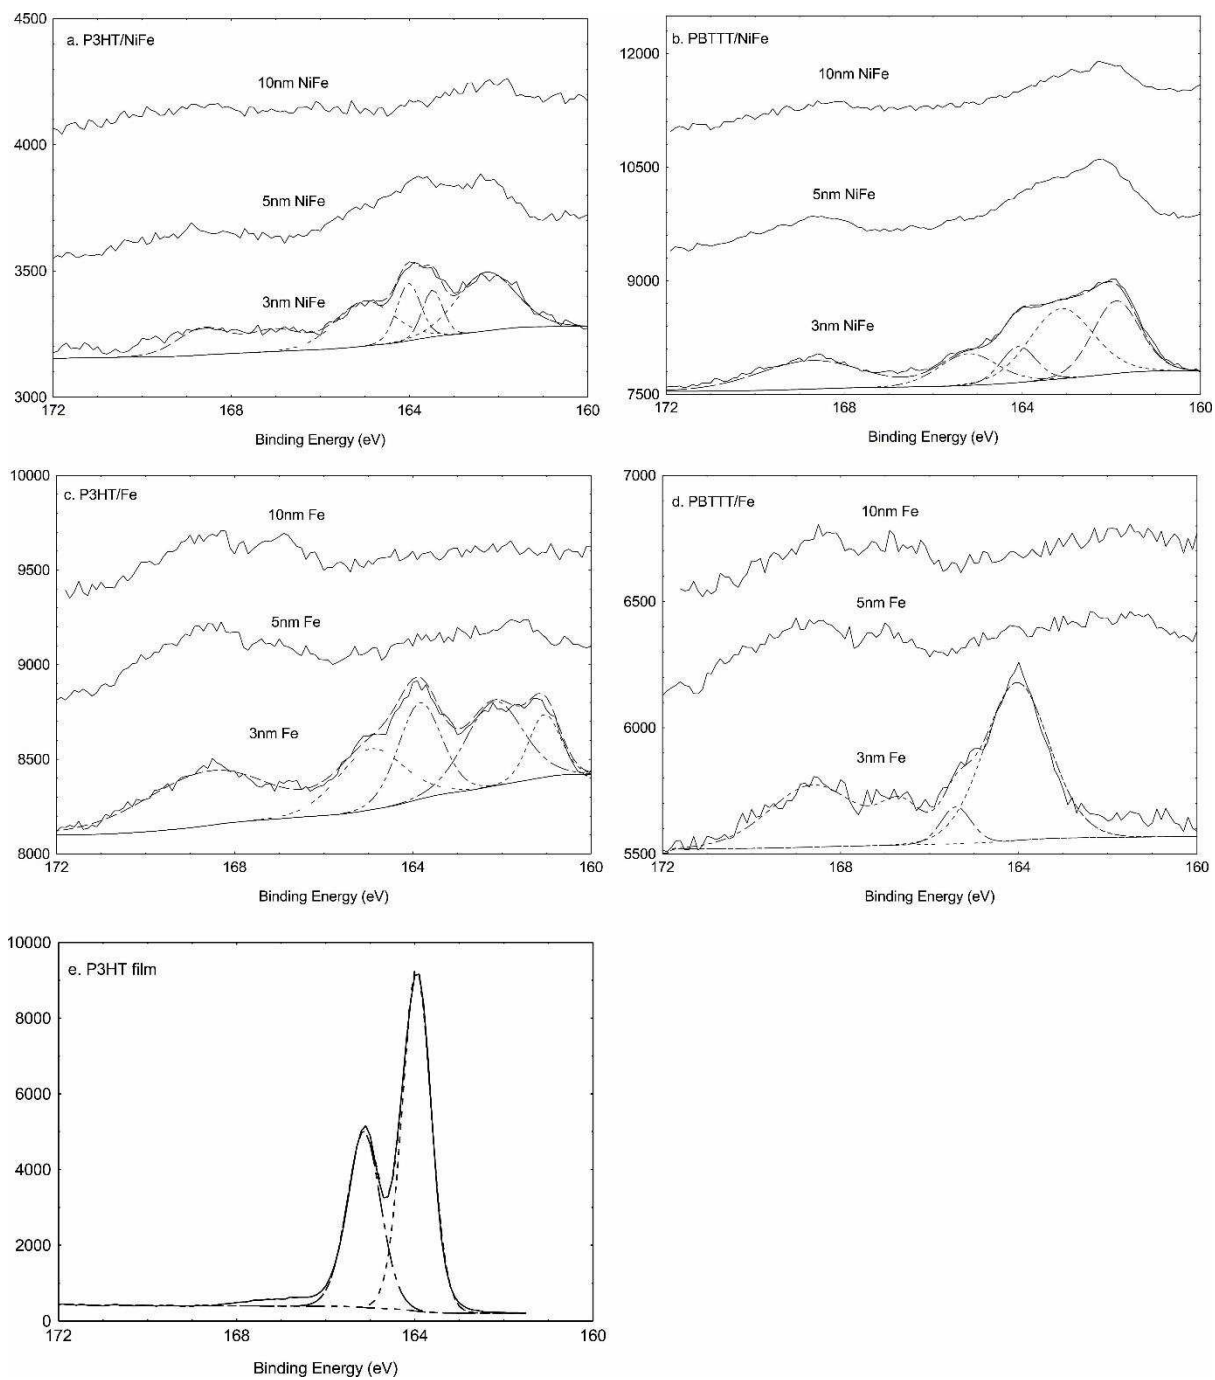 4500
a. P3HT/NiFe
10nm NiFe
4000
5nm NiFe
3500
3nm NiFe
3000
172 168 164 160
Binding Energy (eV)
12000
b. PBTTT/NiFe
10nm NiFe
10500
5nm NiFe
9000
3nm NiFe
7500
172 168 164 160
Binding Energy (eV)
10000
c. P3HT/Fe
10nm Fe
9500
5nm Fe
9000
3nm Fe
8500
8000
172 168 164 160
Binding Energy (eV)
7000
d. PBTTT/Fe
10nm Fe
6500
5nm Fe
6000
3nm Fe
5500
172 168 164 160
Binding Energy (eV)
10000
e. P3HT film
8000
6000
4000
2000
0
172 168 164 160
Binding Energy (eV)